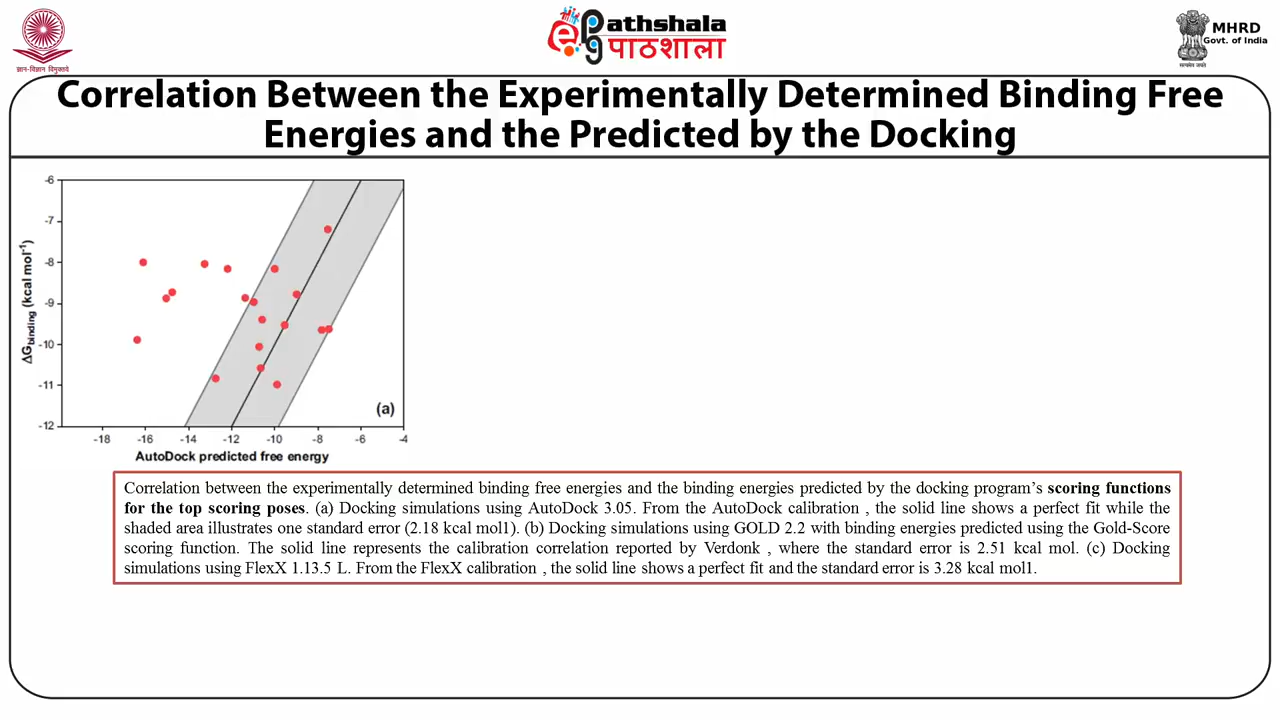 ज्ञान-विज्ञान विमुक्तये
ePG Pathshala
पाठशाला
सत्यमेव जयते
MHRD
Govt. of India
Correlation Between the Experimentally Determined Binding Free
Energies and the Predicted by the Docking
ΔGbinding (kcal mol-1)
-6
-7
-8
-9
-10
-11
-12
(a)
-18 -16 -14 -12 -10 -8 -6 -4
AutoDock predicted free energy
Correlation between the experimentally determined binding free energies and the binding energies predicted by the docking program’s scoring functions
for the top scoring poses. (a) Docking simulations using AutoDock 3.05. From the AutoDock calibration , the solid line shows a perfect fit while the
shaded area illustrates one standard error (2.18 kcal mol1). (b) Docking simulations using GOLD 2.2 with binding energies predicted using the Gold-Score
scoring function. The solid line represents the calibration correlation reported by Verdonk , where the standard error is 2.51 kcal mol. (c) Docking
simulations using FlexX 1.13.5 L. From the FlexX calibration , the solid line shows a perfect fit and the standard error is 3.28 kcal mol1.